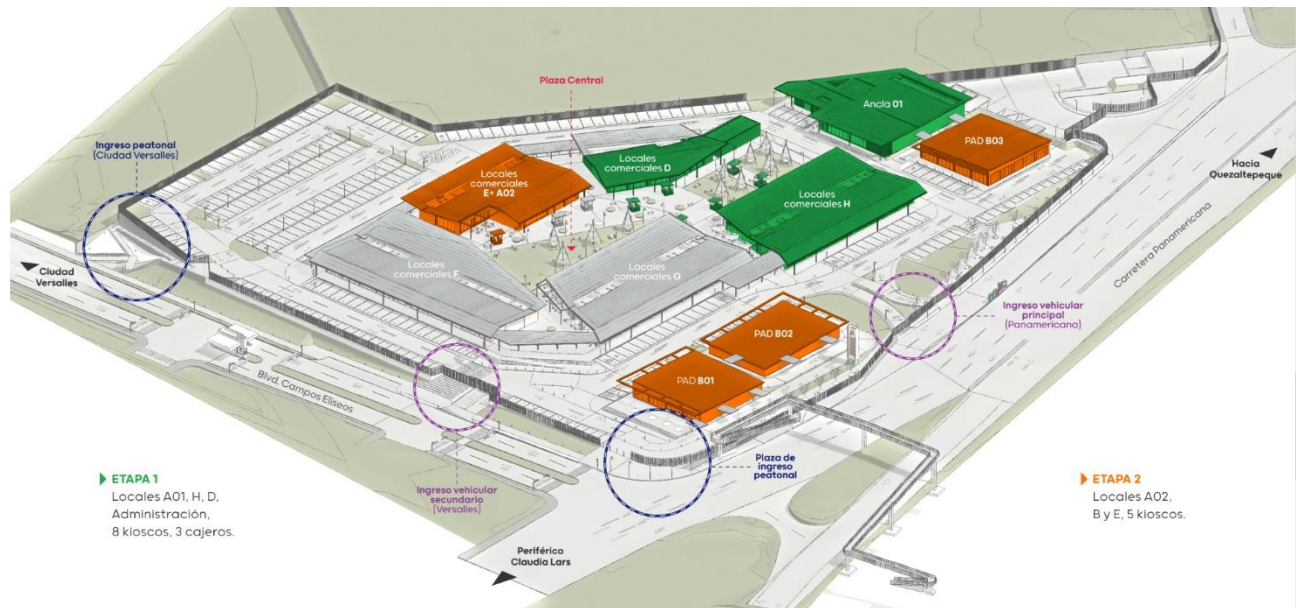 Plaza Central
Ancla 01
PAD B03
Ingreso peatonal
(Ciudad Versalles)
Locales
comerciales D
Hacia
Quezaltepeque
Locales
comerciales
E+ A02
Locales
comerciales H
Carretera Panamericana
Ciudad
Versalles
Locales
comerciales F
Locales
comerciales G
Ingreso vehicular
principal
(Panamericana)
PAD B02
PAD B01
Blvd. Campos Eliseos
ETAPA 1
Locales A01, H, D,
Administración,
8 kioscos, 3 cajeros.
Ingreso vehicular
secundario
(Versalles)
Plaza de
ingreso
peatonal
ETAPA 2
Locales A02,
B y E, 5 kioscos.
Periférico
Claudia Lars